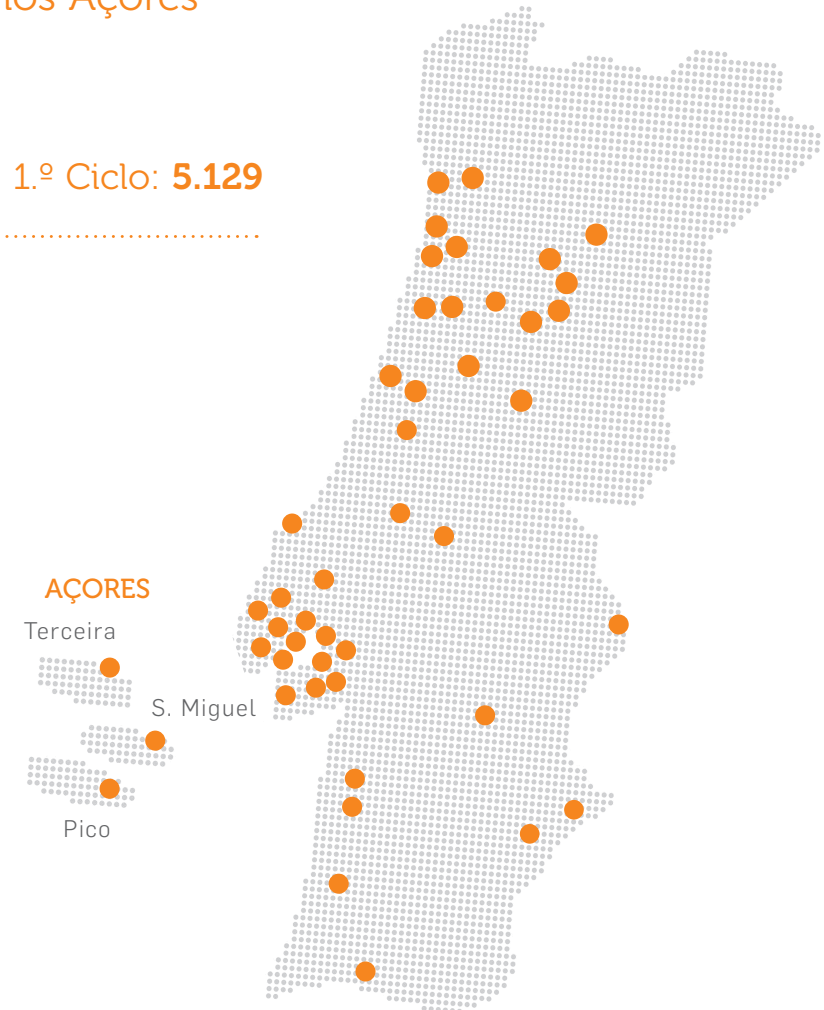 los Açores
1.º Ciclo: 5.129
AÇORES
Terceira
S. Miguel
Pico